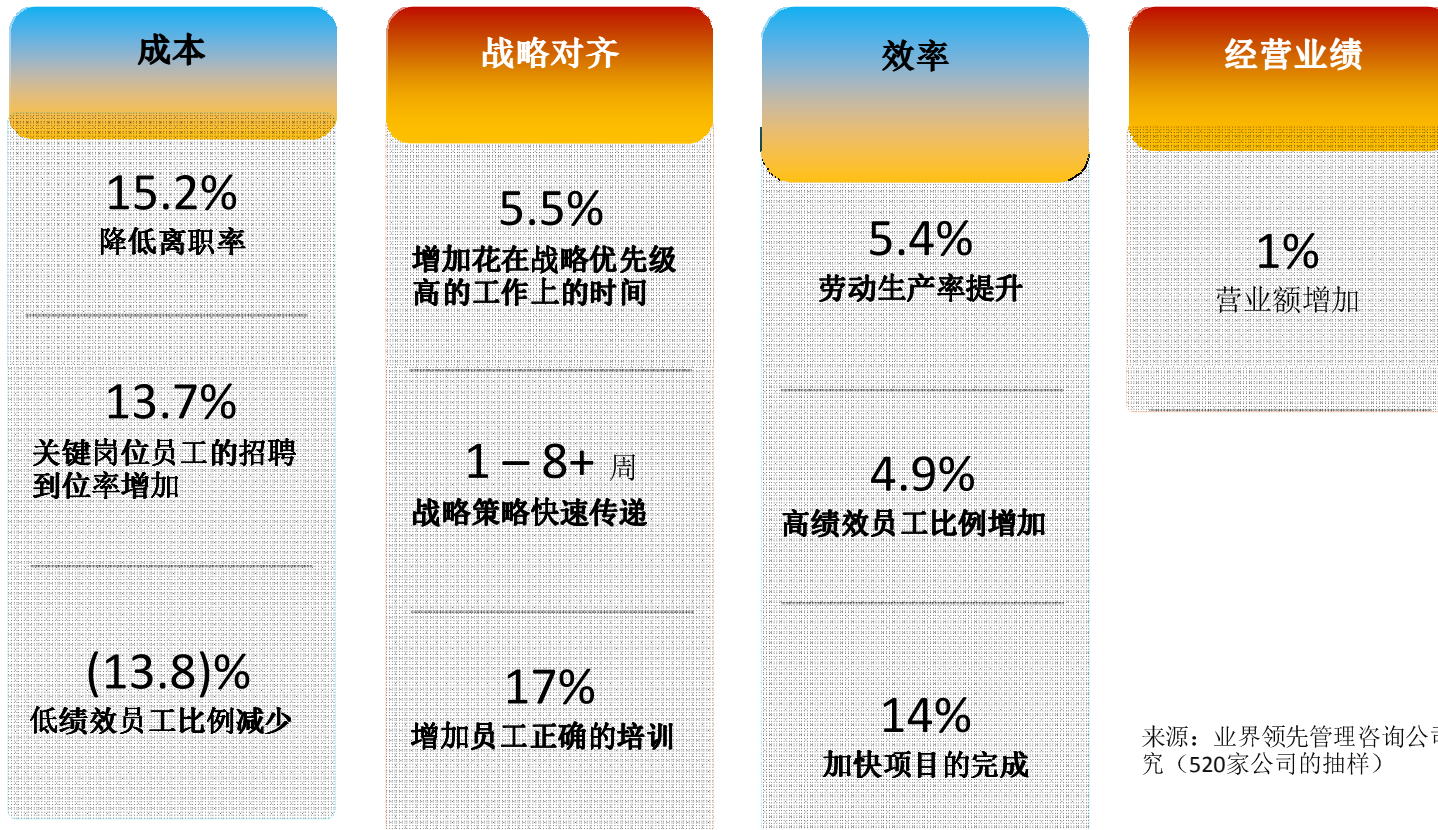 成本
15.2%
降低离职率
13.7%
关键岗位员工的招聘
到位率增加
(13.8)%
低绩效员工比例减少
战略对齐
5.5%
增加花在战略优先级
高的工作上的时间
1 – 8+ 周
战略策略快速传递
17%
增加员工正确的培训
效率
5.4%
劳动生产率提升
4.9%
高绩效员工比例增加
14%
加快项目的完成
经营业绩
1%
营业额增加
来源：业界领先管理咨询公司
究（520家公司的抽样）